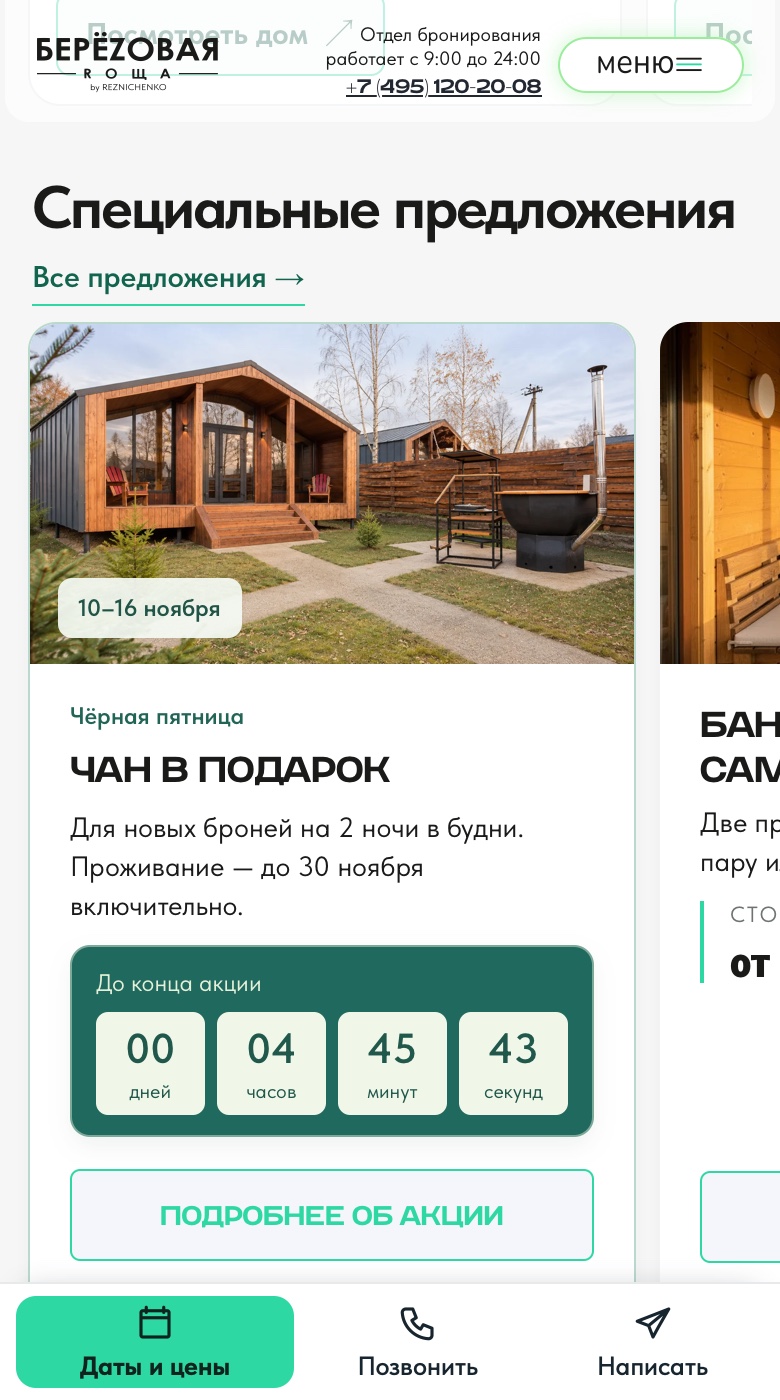 Посмотреть дом
Пос
БЕРЁZОВАЯ
РОЩА
by REZNICHENKO
Отдел бронирования
работает с 9:00 до 24:00
+7 (495) 120-20-08
меню
Специальные предложения
Все предложения →
10–16 ноября
Чёрная пятница
ЧАН В ПОДАРОК
Для новых броней на 2 ночи в будни.
Проживание — до 30 ноября
включительно.
До конца акции
00 04 45 43
дней часов минут секунд
ПОДРОБНЕЕ ОБ АКЦИИ
БАН
САМ
Две пр
пару и
СТО
от
Даты и цены
Позвонить
Написать